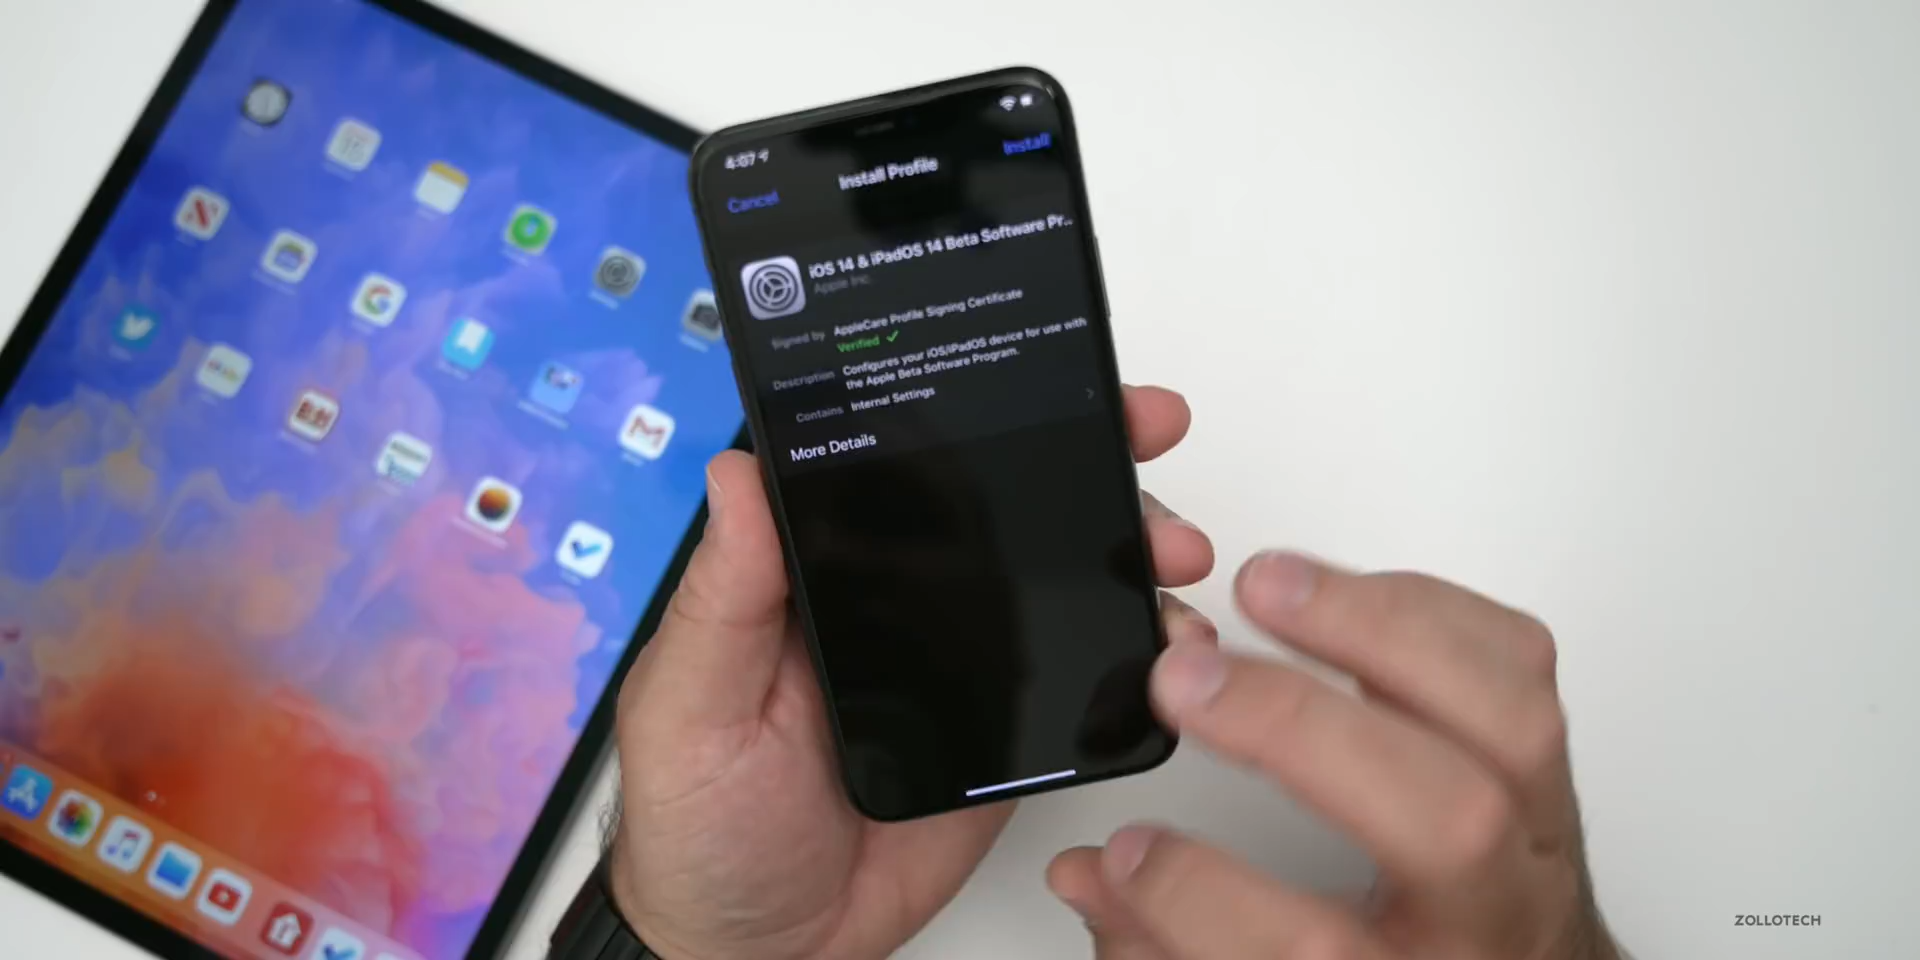 4:07
Install
Install Profile
Cancel
iOS 14 & iPadOS 14 Beta Software Pr...
Apple Inc.
Signed by AppleCare Profile Signing Certificate
Verified ✓
Description Configures your iOS/iPadOS device for use with
the Apple Beta Software Program.
Contains Internal Settings
More Details
ZOLLOTECH